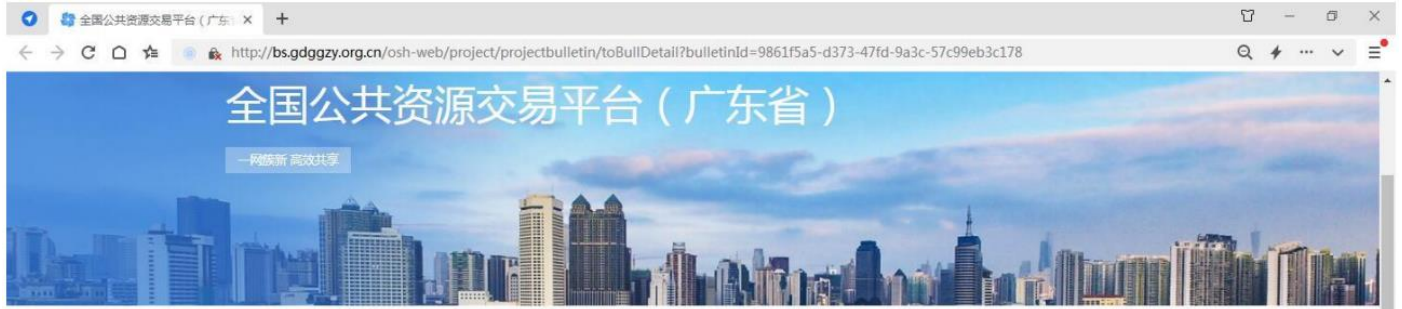 全国公共资源交易平台(广东
http://bs.gdggzy.org.cn/osh-web/project/projectbulletin/toBullDetail?bulletinId=9861f5a5-d373-47fd-9a3c-57c99eb3c178
全国公共资源交易平台（广东省）
一网族新 高效共享